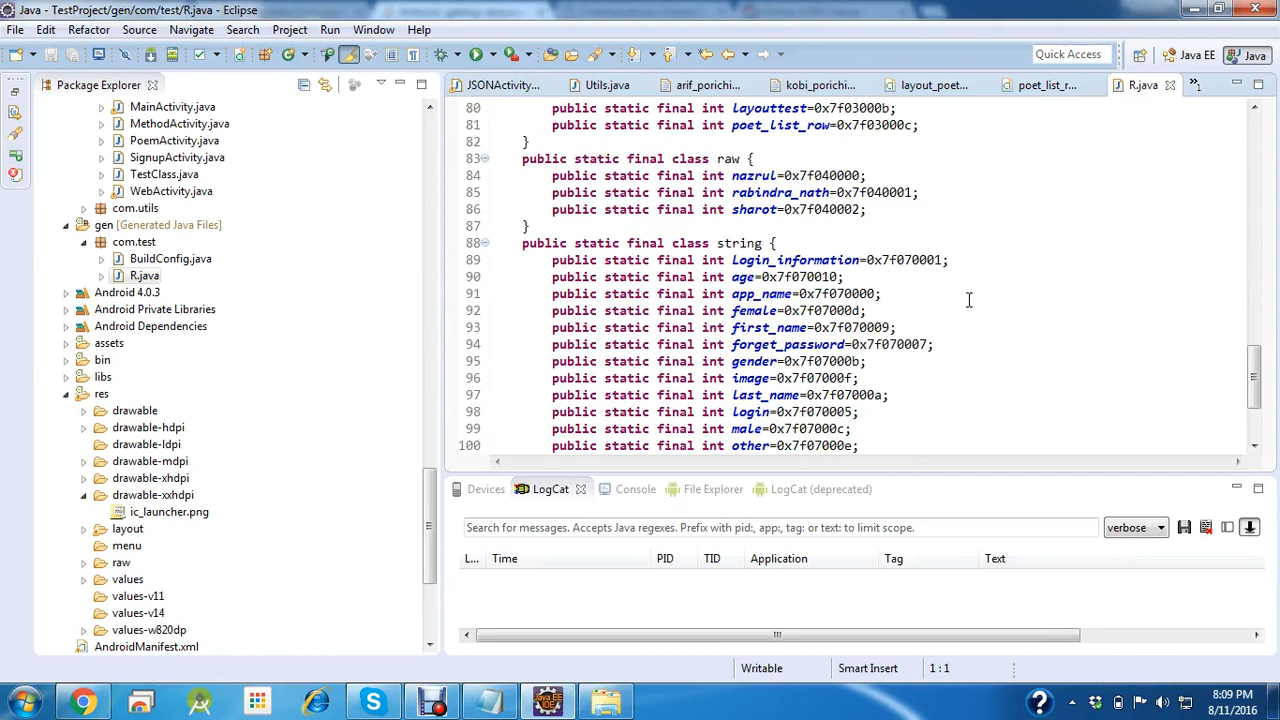 Java - TestProject/gen/com/test/R.java - Eclipse
File Edit Refactor Source Navigate Search Project Run Window Help
Quick Access
Java EE
Java
Package Explorer
JSONActivity...
Utils.java
arif_porichi...
kobi_porichi...
layout_poet...
poet_list_r...
R.java
MainActivity.java
MethodActivity.java
PoemActivity.java
SignupActivity.java
TestClass.java
WebActivity.java
com.utils
gen [Generated Java Files]
com.test
BuildConfig.java
R.java
Android 4.0.3
Android Private Libraries
Android Dependencies
assets
bin
libs
res
drawable
drawable-hdpi
drawable-ldpi
drawable-mdpi
drawable-xhdpi
drawable-xxhdpi
ic_launcher.png
layout
menu
raw
values
values-v11
values-v14
values-w820dp
AndroidManifest.xml
80 public static final int layouttest=0x7f03000b;
81 public static final int poet_list_row=0x7f03000c;
82 }
83 public static final class raw {
84 public static final int nazrul=0x7f040000;
85 public static final int rabindra_nath=0x7f040001;
86 public static final int sharot=0x7f040002;
87 }
88 public static final class string {
89 public static final int Login_information=0x7f070001;
90 public static final int age=0x7f070010;
91 public static final int app_name=0x7f070000;
92 public static final int female=0x7f07000d;
93 public static final int first_name=0x7f070009;
94 public static final int forget_password=0x7f070007;
95 public static final int gender=0x7f07000b;
96 public static final int image=0x7f07000f;
97 public static final int last_name=0x7f07000a;
98 public static final int login=0x7f070005;
99 public static final int male=0x7f07000c;
100 public static final int other=0x7f07000e;
Devices
LogCat
Console
File Explorer
LogCat (deprecated)
Search for messages. Accepts Java regexes. Prefix with pid:, app:, tag: or text: to limit scope.
verbose
L... Time PID TID Application Tag Text
Writable
Smart Insert
1 : 1
8:09 PM
8/11/2016